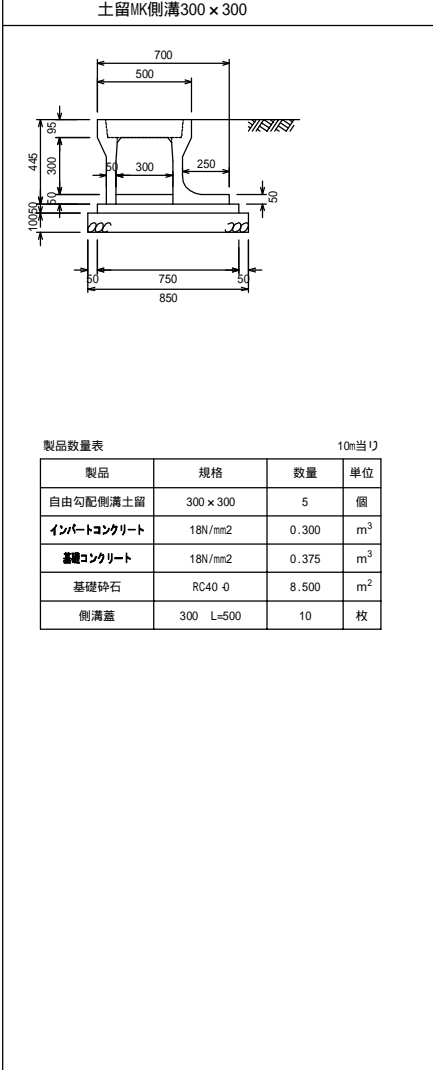 土留MK側溝300×300
700
500
95
445
300
50
300
250
50
50
50
100
50
750
50
850
製品数量表 10m当り
製品 規格 数量 単位
自由勾配側溝土留 300×300 5 個
インバートコンクリート 18N/mm2 0.300 m³
基礎コンクリート 18N/mm2 0.375 m³
基礎砕石 RC40-0 8.500 m²
側溝蓋 300 L=500 10 枚